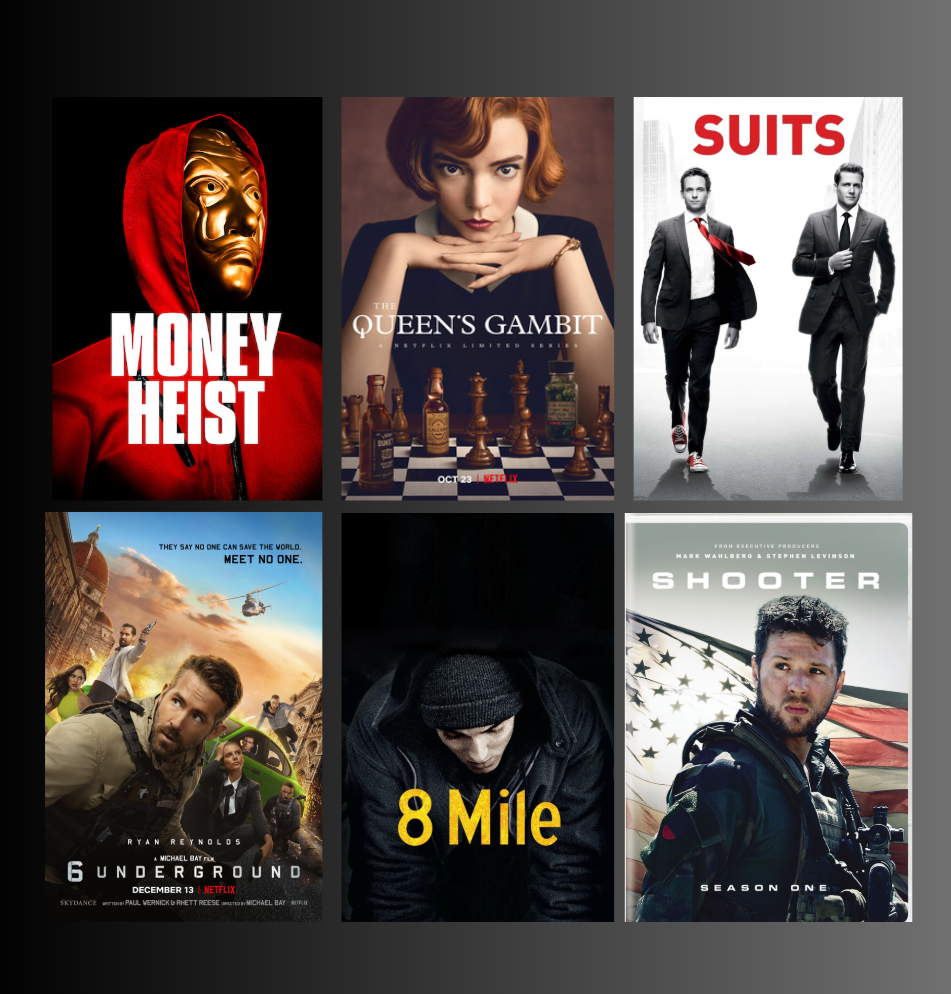 MONEY
HEIST
THE
QUEEN'S GAMBIT
A NETFLIX LIMITED SERIES
OCT 23 | NETFLIX
SUITS
THEY SAY NO ONE CAN SAVE THE WORLD.
MEET NO ONE.
RYAN REYNOLDS
A MICHAEL BAY FILM
6 UNDERGROUND
DECEMBER 13 | NETFLIX
SKYDANCE WRITTEN BY PAUL WERNICK & RHETT REESE DIRECTED BY MICHAEL BAY NETFLIX
8 Mile
FROM EXECUTIVE PRODUCERS
MARK WAHLBERG & STEPHEN LEVINSON
SHOOTER
SEASON ONE